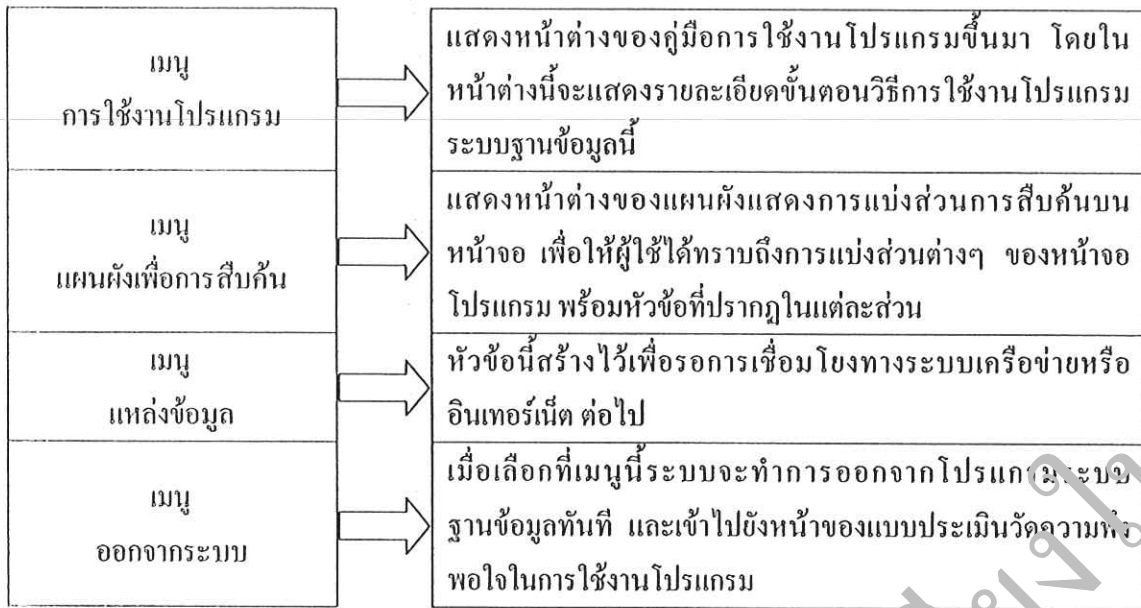 เมนู
การใช้งานโปรแกรม
แสดงหน้าต่างของคู่มือการใช้งานโปรแกรมขึ้นมา โดยใน
หน้าต่างนี้จะแสดงรายละเอียดขั้นตอนวิธีการใช้งานโปรแกรม
ระบบฐานข้อมูลนี้
เมนู
แผนผังเพื่อการสืบค้น
แสดงหน้าต่างของแผนผังแสดงการแบ่งส่วนการสืบค้นบน
หน้าจอ เพื่อให้ผู้ใช้ได้ทราบถึงการแบ่งส่วนต่างๆ ของหน้าจอ
โปรแกรม พร้อมหัวข้อที่ปรากฏในแต่ละส่วน
เมนู
แหล่งข้อมูล
หัวข้อนี้สร้างไว้เพื่อรอการเชื่อมโยงทางระบบเครือข่ายหรือ
อินเทอร์เน็ต ต่อไป
เมนู
ออกจากระบบ
เมื่อเลือกที่เมนูนี้ระบบจะทำการออกจากโปรแกรมระบบ
ฐานข้อมูลทันที และเข้าไปยังหน้าของแบบประเมินวัดความพึง
พอใจในการใช้งานโปรแกรม